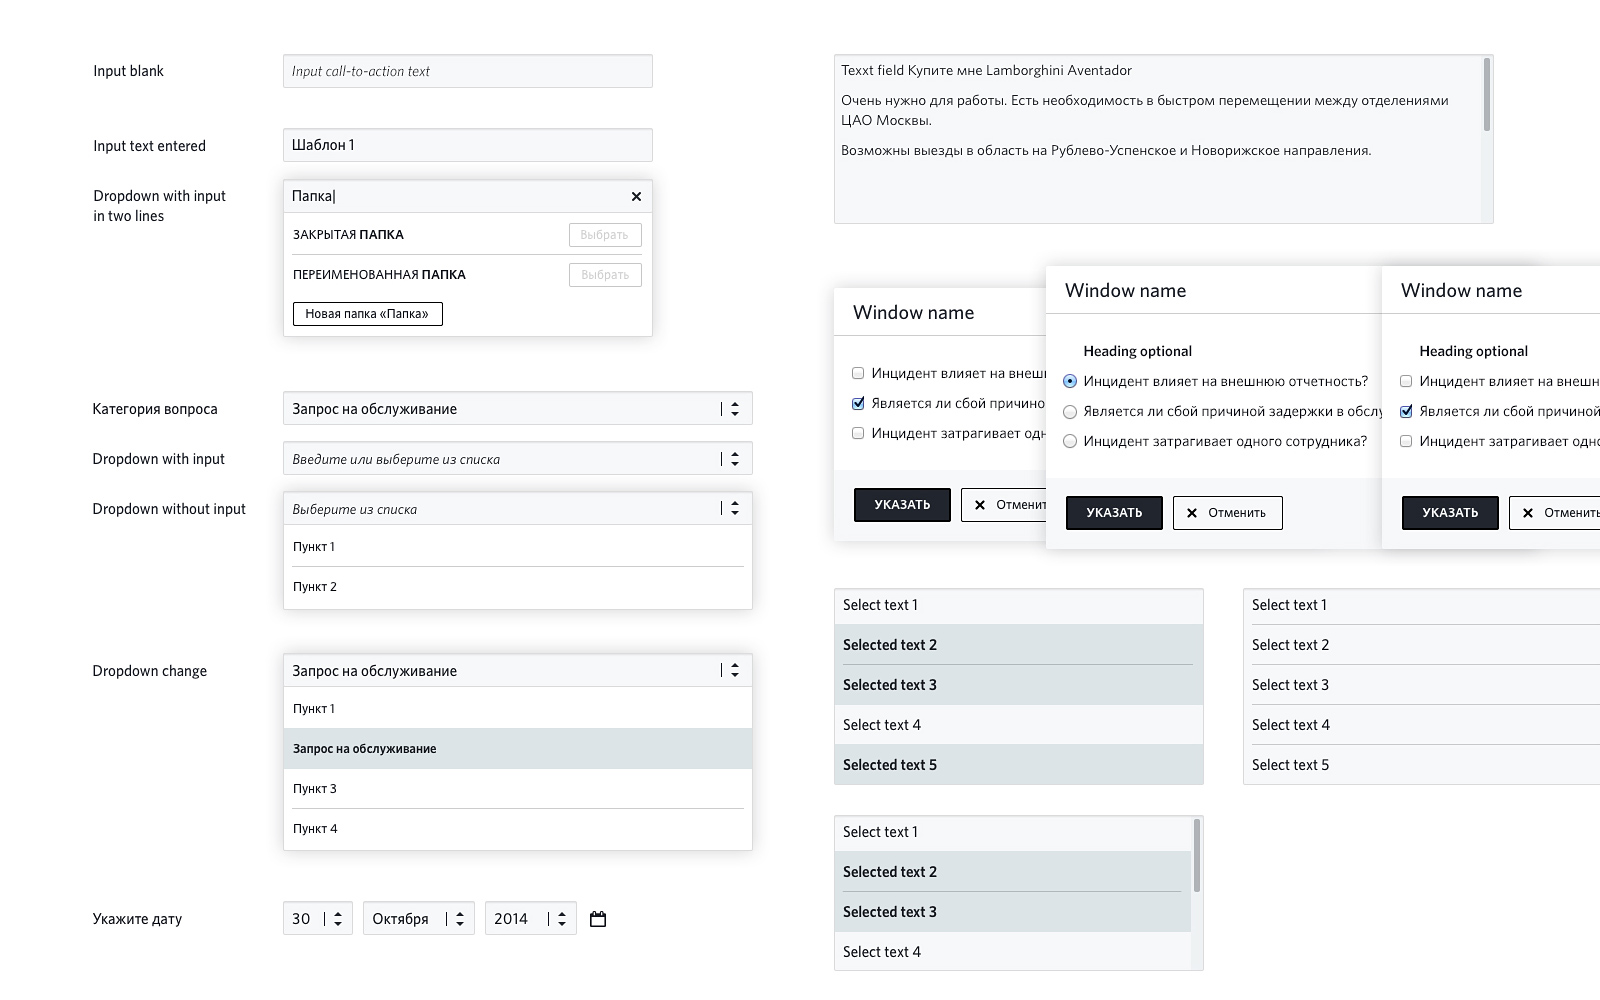 Input blank
Input call-to-action text
Input text entered
Шаблон 1
Dropdown with input
in two lines
Папка
ЗАКРЫТАЯ ПАПКА
Выбрать
ПЕРЕИМЕНОВАННАЯ ПАПКА
Выбрать
Новая папка «Папка»
Категория вопроса
Запрос на обслуживание
Dropdown with input
Введите или выберите из списка
Dropdown without input
Выберите из списка
Пункт 1
Пункт 2
Dropdown change
Запрос на обслуживание
Пункт 1
Запрос на обслуживание
Пункт 3
Пункт 4
Укажите дату
30
Октября
2014
Texxt field Купите мне Lamborghini Aventador
Очень нужно для работы. Есть необходимость в быстром перемещении между отделениями
ЦАО Москвы.
Возможны выезды в область на Рублево-Успенское и Новорижское направления.
Window name
Инцидент влияет на внеш
Является ли сбой причино
Инцидент затрагивает од
УКАЗАТЬ
Отменит
Window name
Heading optional
Инцидент влияет на внешнюю отчетность?
Является ли сбой причиной задержки в обслу
Инцидент затрагивает одного сотрудника?
УКАЗАТЬ
Отменить
Window name
Heading optional
Инцидент влияет на внешн
Является ли сбой причиной
Инцидент затрагивает одно
УКАЗАТЬ
Отменить
Select text 1
Selected text 2
Selected text 3
Select text 4
Selected text 5
Select text 1
Select text 2
Select text 3
Select text 4
Select text 5
Select text 1
Selected text 2
Selected text 3
Select text 4